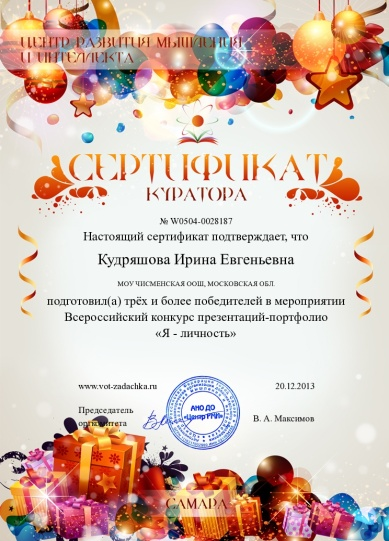 ЦЕНТР РАЗВИТИЯ МЫШЛЕНИЯ
И ИНТЕЛЛЕКТА
СЕРТИФИКАТ
КУРАТОРА
№ W0504-0028187
Настоящий сертификат подтверждает, что
Кудряшова Ирина Евгеньевна
МОУ ЧИСМЕНСКАЯ ООШ, МОСКОВСКАЯ ОБЛ.
подготовил(а) трёх и более победителей в мероприятии
Всероссийский конкурс презентаций-портфолио
«Я - личность»
www.vot-zadachka.ru 20.12.2013
Председатель
оргкомитета В. А. Максимов
АНО ДО
САМАРА